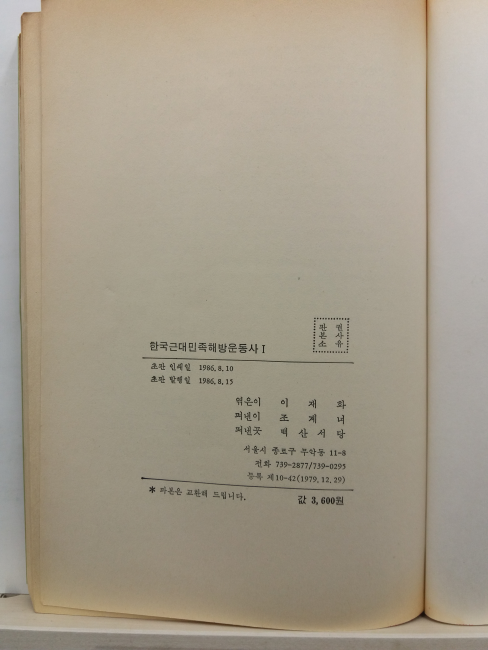 판 권
본 사
소 유
한국근대민족해방운동사 I
초판 인쇄일 1986. 8. 10
초판 발행일 1986. 8. 15
엮은이 이 재 화
펴낸이 조 계
펴낸곳 백 산 서 당
서울시 종로구 무악동 11-8
전화 739-2877/739-0295
등록 제10-42(1979. 12. 29)
* 파본은 교환해 드립니다.
값 3,600원